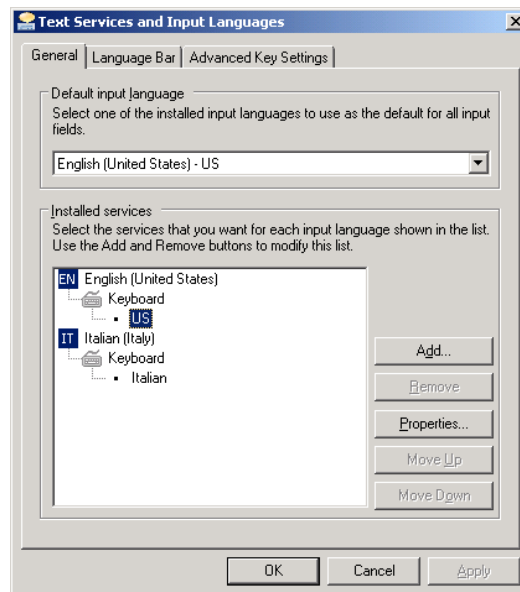 Text Services and Input Languages
General
Language Bar
Advanced Key Settings
Default input language
Select one of the installed input languages to use as the default for all input
fields.
English (United States) - US
Installed services
Select the services that you want for each input language shown in the list.
Use the Add and Remove buttons to modify this list.
EN English (United States)
Keyboard
US
IT Italian (Italy)
Keyboard
Italian
Add...
Remove
Properties...
Move Up
Move Down
OK
Cancel
Apply